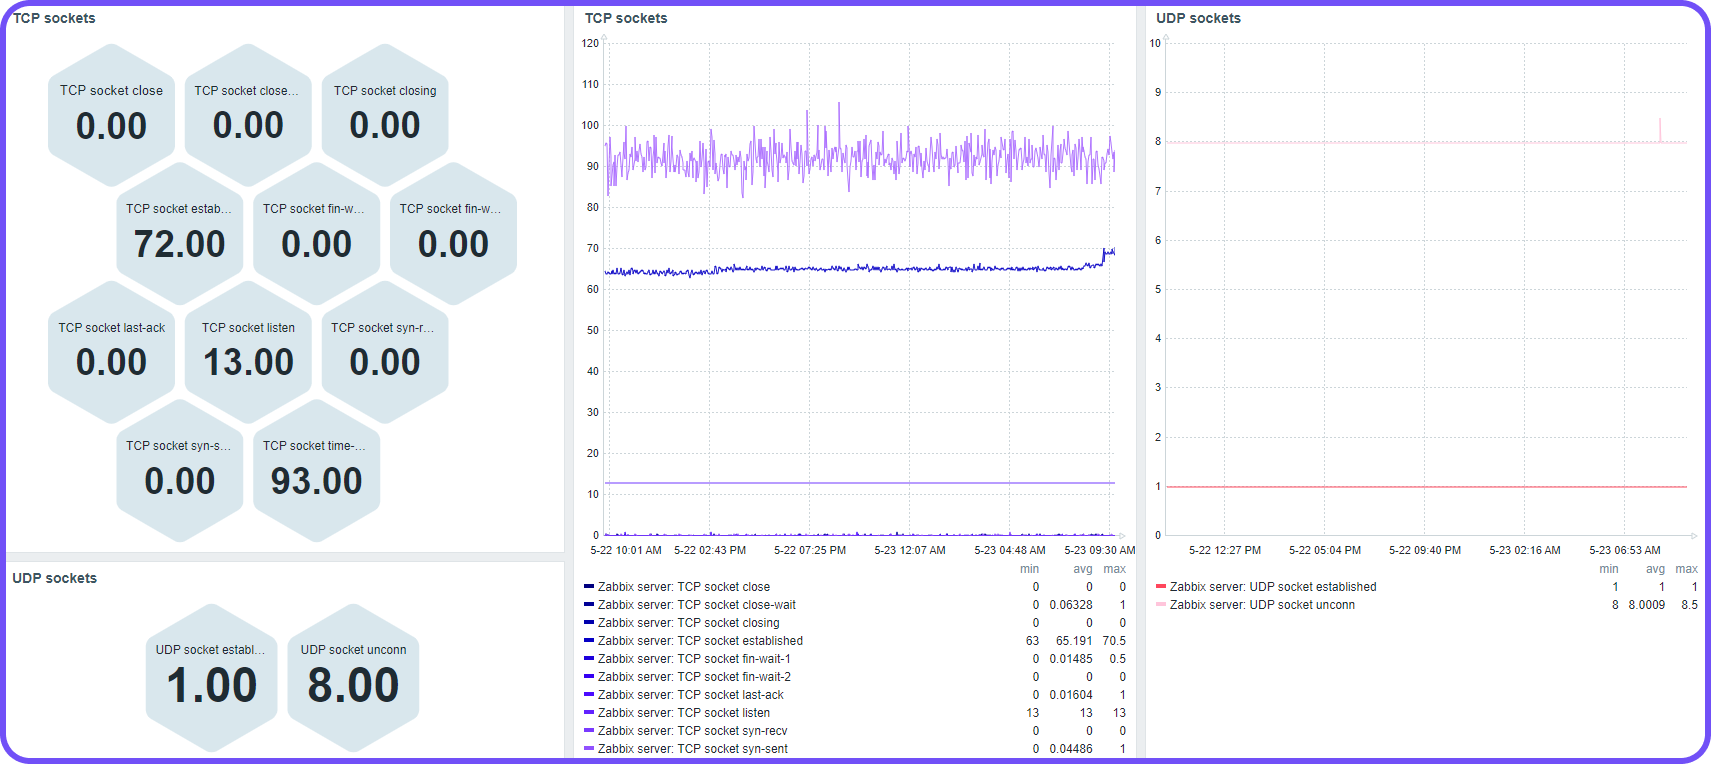 TCP sockets
TCP socket close
0.00
TCP socket close...
0.00
TCP socket closing
0.00
TCP socket estab...
72.00
TCP socket fin-w...
0.00
TCP socket fin-w...
0.00
TCP socket last-ack
0.00
TCP socket listen
13.00
TCP socket syn-r...
0.00
TCP socket syn-s...
0.00
TCP socket time-...
93.00
UDP sockets
UDP socket establ...
1.00
UDP socket unconn
8.00
TCP sockets
120
110
100
90
80
70
60
50
40
30
20
10
0
5-22 10:01 AM 5-22 02:43 PM 5-22 07:25 PM 5-23 12:07 AM 5-23 04:48 AM 5-23 09:30 AM
min avg max
Zabbix server: TCP socket close 0 0 0
Zabbix server: TCP socket close-wait 0 0.06328 1
Zabbix server: TCP socket closing 0 0 0
Zabbix server: TCP socket established 63 65.191 70.5
Zabbix server: TCP socket fin-wait-1 0 0.01485 0.5
Zabbix server: TCP socket fin-wait-2 0 0 0
Zabbix server: TCP socket last-ack 0 0.01604 1
Zabbix server: TCP socket listen 13 13 13
Zabbix server: TCP socket syn-recv 0 0 0
Zabbix server: TCP socket syn-sent 0 0.04486 1
UDP sockets
10
9
8
7
6
5
4
3
2
1
0
5-22 12:27 PM 5-22 05:04 PM 5-22 09:40 PM 5-23 02:16 AM 5-23 06:53 AM
min avg max
Zabbix server: UDP socket established 1 1 1
Zabbix server: UDP socket unconn 8 8.0009 8.5